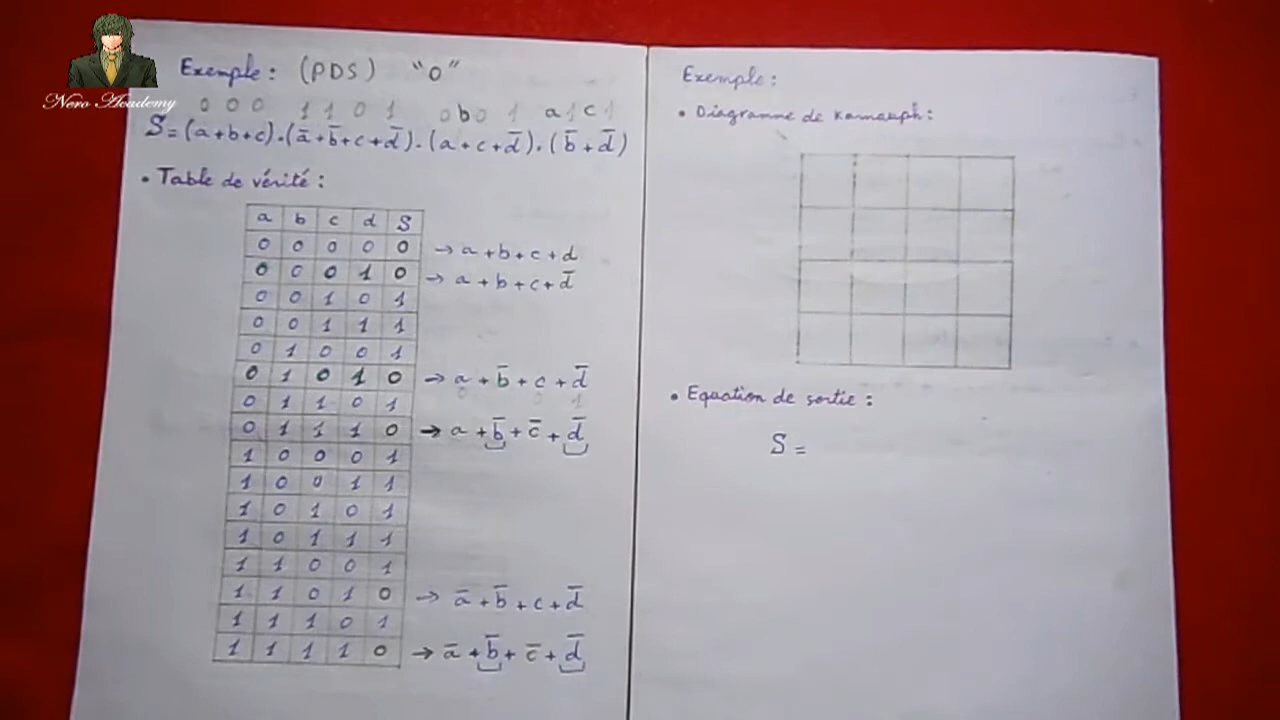 Nero Academy
Exemple : (PDS) "0"
0 0 0 1 1 0 1 0 b 0 1 a 1 c 1
S = (a+b+c).(a̅+b̅+c+d̅).(a+c+d̅).(b̅+d̅)
• Table de vérité :
a b c d S
0 0 0 0 0 → a+b+c+d
0 0 0 1 0 → a+b+c+d̅
0 0 1 0 1
0 0 1 1 1
0 1 0 0 1
0 1 0 1 0 → a+b̅+c+d̅
0 0 1
0 1 1 0 1
0 1 1 1 0 → a+b̅+c̅+d̅
1 0 0 0 1
1 0 0 1 1
1 0 1 0 1
1 0 1 1 1
1 1 0 0 1
1 1 0 1 0 → a̅+b̅+c+d̅
1 1 1 0 1
1 1 1 1 0 → a̅+b̅+c̅+d̅
Exemple :
• Diagramme de Karnauph :
• Equation de sortie :
S =